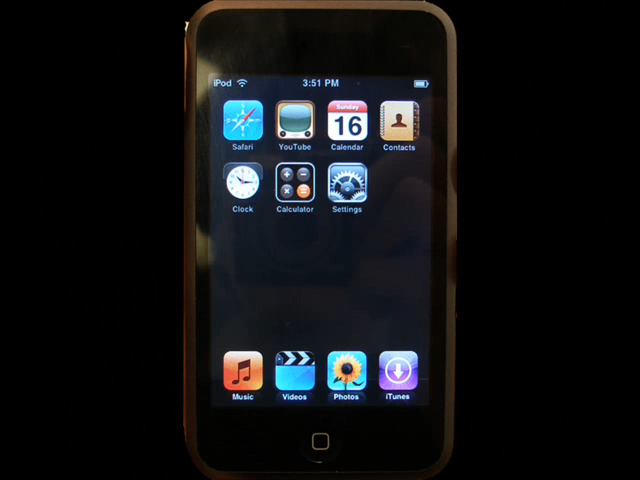 iPod 3:51 PM
Sunday
16
Safari YouTube Calendar Contacts
Clock Calculator Settings
Music Videos Photos iTunes